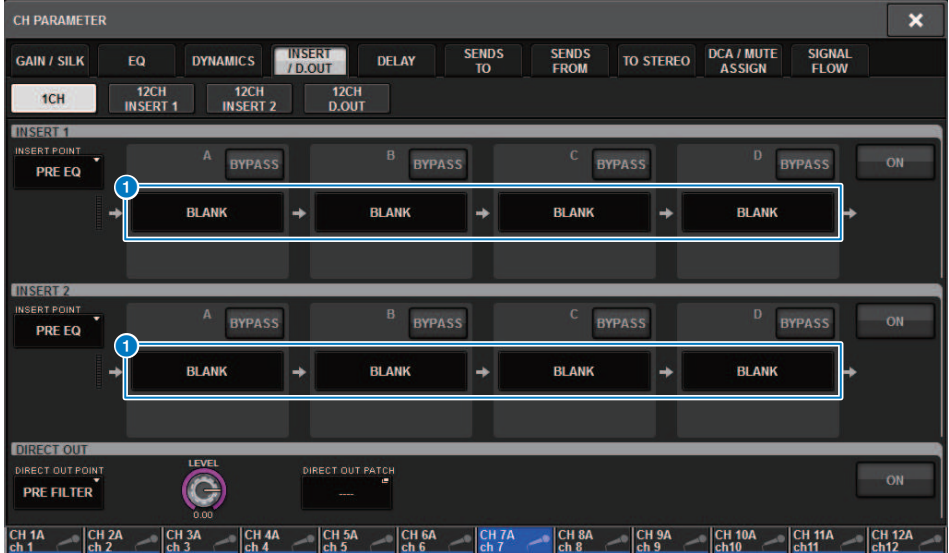 CH PARAMETER
GAIN / SILK
EQ
DYNAMICS
INSERT
/ D.OUT
DELAY
SENDS
TO
SENDS
FROM
TO STEREO
DCA / MUTE
ASSIGN
SIGNAL
FLOW
1CH
12CH
INSERT 1
12CH
INSERT 2
12CH
D.OUT
INSERT 1
INSERT POINT
PRE EQ
A
BYPASS
B
BYPASS
C
BYPASS
D
BYPASS
ON
1
BLANK
BLANK
BLANK
BLANK
INSERT 2
INSERT POINT
PRE EQ
A
BYPASS
B
BYPASS
C
BYPASS
D
BYPASS
ON
1
BLANK
BLANK
BLANK
BLANK
DIRECT OUT
DIRECT OUT POINT
PRE FILTER
LEVEL
0.00
DIRECT OUT PATCH
----
ON
CH 1A
ch 1
CH 2A
ch 2
CH 3A
ch 3
CH 4A
ch 4
CH 5A
ch 5
CH 6A
ch 6
CH 7A
ch 7
CH 8A
ch 8
CH 9A
ch 9
CH 10A
ch10
CH 11A
ch11
CH 12A
ch12